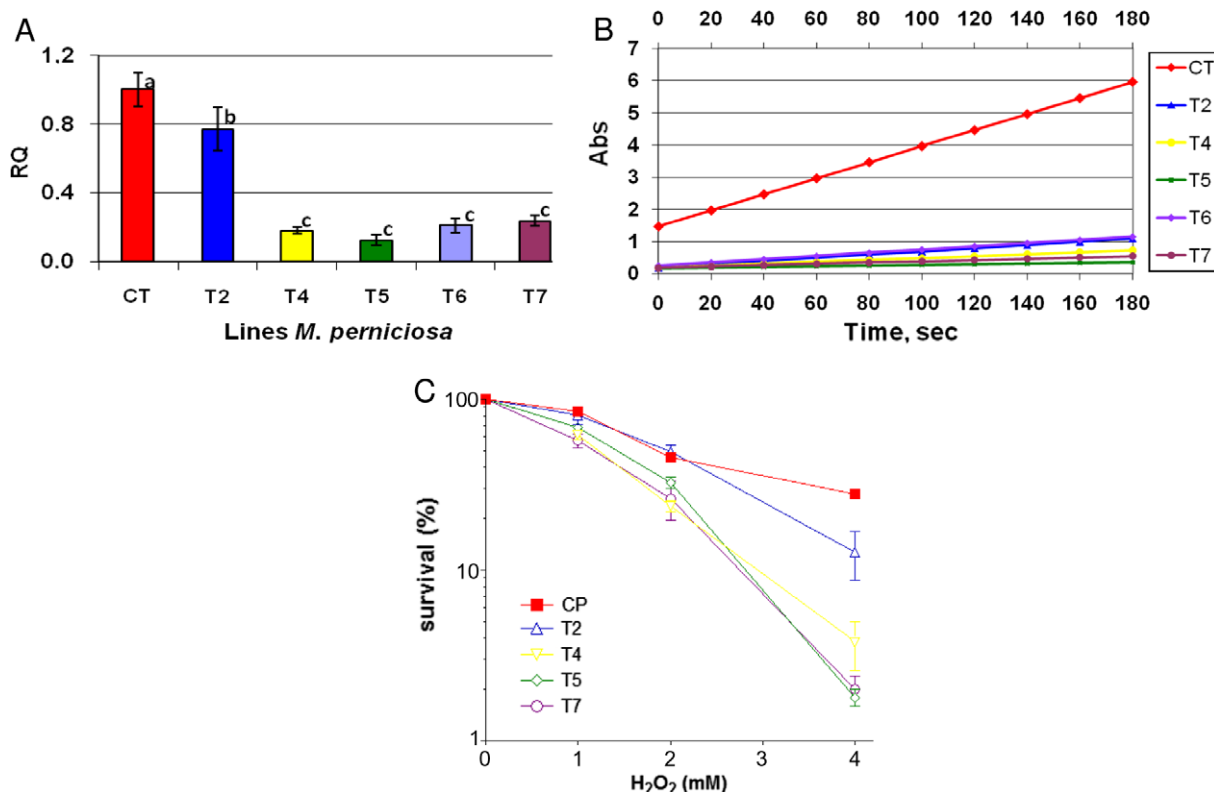 A
1.2
0.8
0.4
0.0
RQ
a
b
c
c
c
c
CT T2 T4 T5 T6 T7
Lines M. perniciosa
B
0 20 40 60 80 100 120 140 160 180
7
6
5
4
3
2
1
0
Abs
0 20 40 60 80 100 120 140 160 180
Time, sec
CT
T2
T4
T5
T6
T7
C
100
10
1
survival (%)
CP
T2
T4
T5
T7
0 1 2 3 4
H₂O₂ (mM)